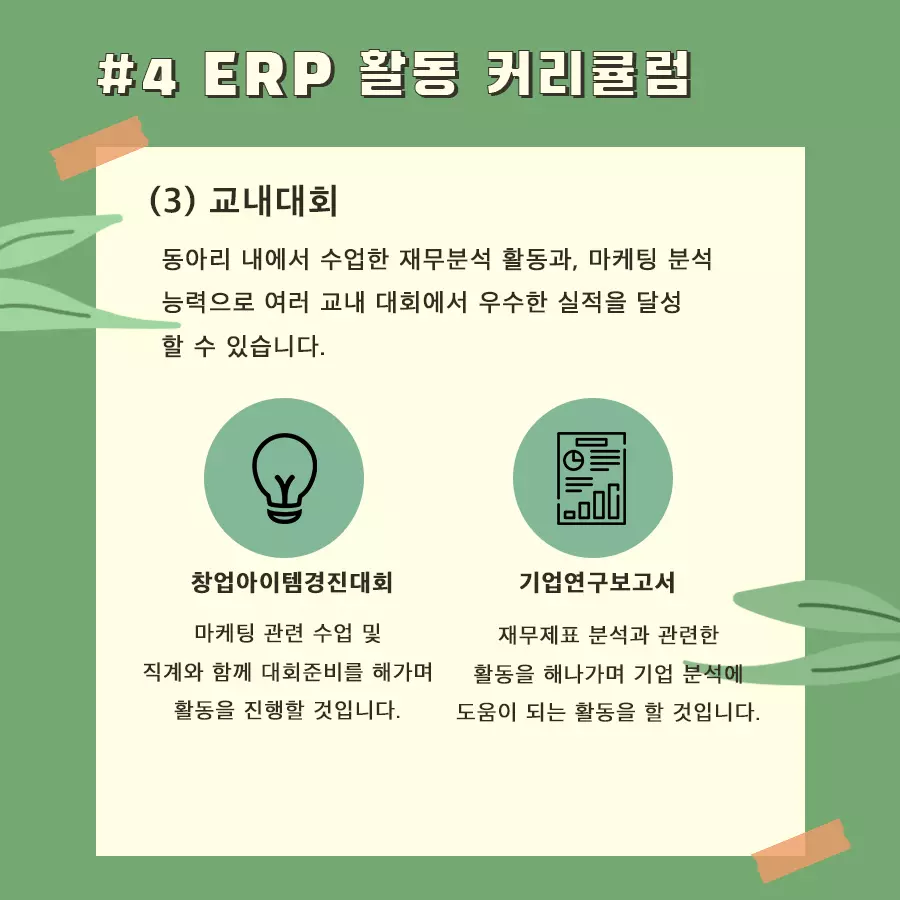 #4 ERP 활동 커리큘럼
(3) 교내대회
동아리 내에서 수업한 재무분석 활동과, 마케팅 분석
능력으로 여러 교내 대회에서 우수한 실적을 달성
할 수 있습니다.
창업아이템경진대회
마케팅 관련 수업 및
직계와 함께 대회준비를 해가며
활동을 진행할 것입니다.
기업연구보고서
재무제표 분석과 관련한
활동을 해나가며 기업 분석에
도움이 되는 활동을 할 것입니다.